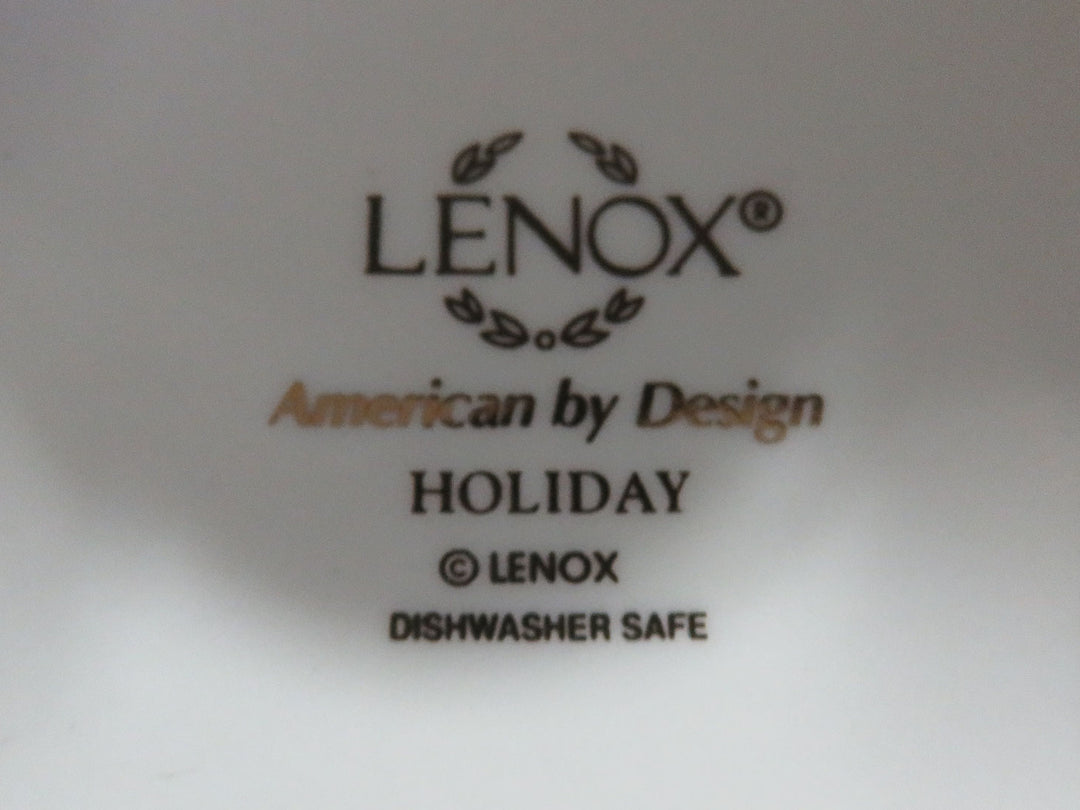 LENOX®
American by Design
HOLIDAY
© LENOX
DISHWASHER SAFE